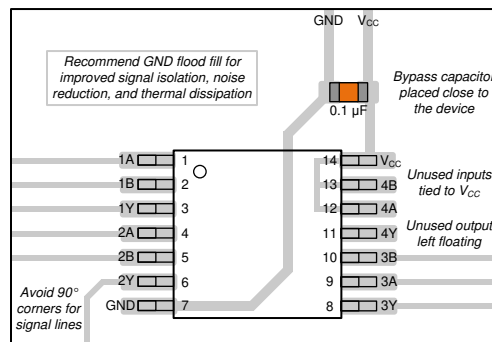 GND VCC
Recommend GND flood fill for
improved signal isolation, noise
reduction, and thermal dissipation
Bypass capacitor
placed close to
the device
0.1 µF
1A 1 14 VCC
1B 2 13 4B
1Y 3 12 4A
2A 4 11 4Y
2B 5 10 3B
2Y 6 9 3A
GND 7 8 3Y
Unused inputs
tied to VCC
Unused output
left floating
Avoid 90°
corners for
signal lines